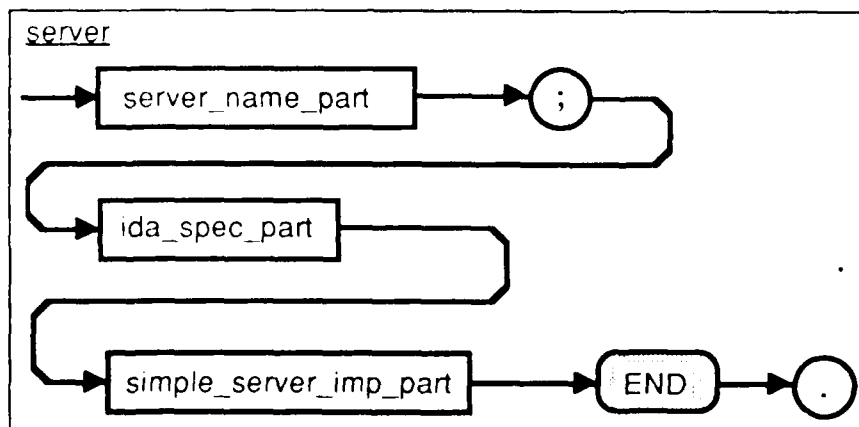 server
server_name_part ;
ida_spec_part
simple_server_imp_part END .